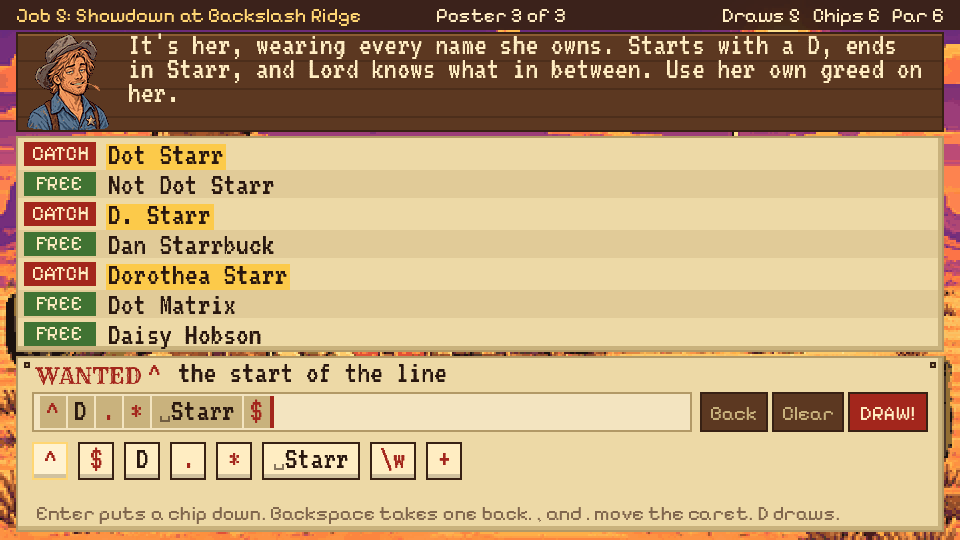 Job 8: Showdown at Backslash Ridge Poster 3 of 3 Draws 8 Chips 6 Par 6
It's her, wearing every name she owns. Starts with a D, ends
in Starr, and Lord knows what in between. Use her own greed on
her.
CATCH Dot Starr
FREE Not Dot Starr
CATCH D. Starr
FREE Dan Starrbuck
CATCH Dorothea Starr
FREE Dot Matrix
FREE Daisy Hobson
WANTED ^ the start of the line
^ D . * ␣Starr $ Back Clear DRAW!
^ $ D . * ␣Starr \w +
Enter puts a chip down. Backspace takes one back. , and . move the caret. D draws.